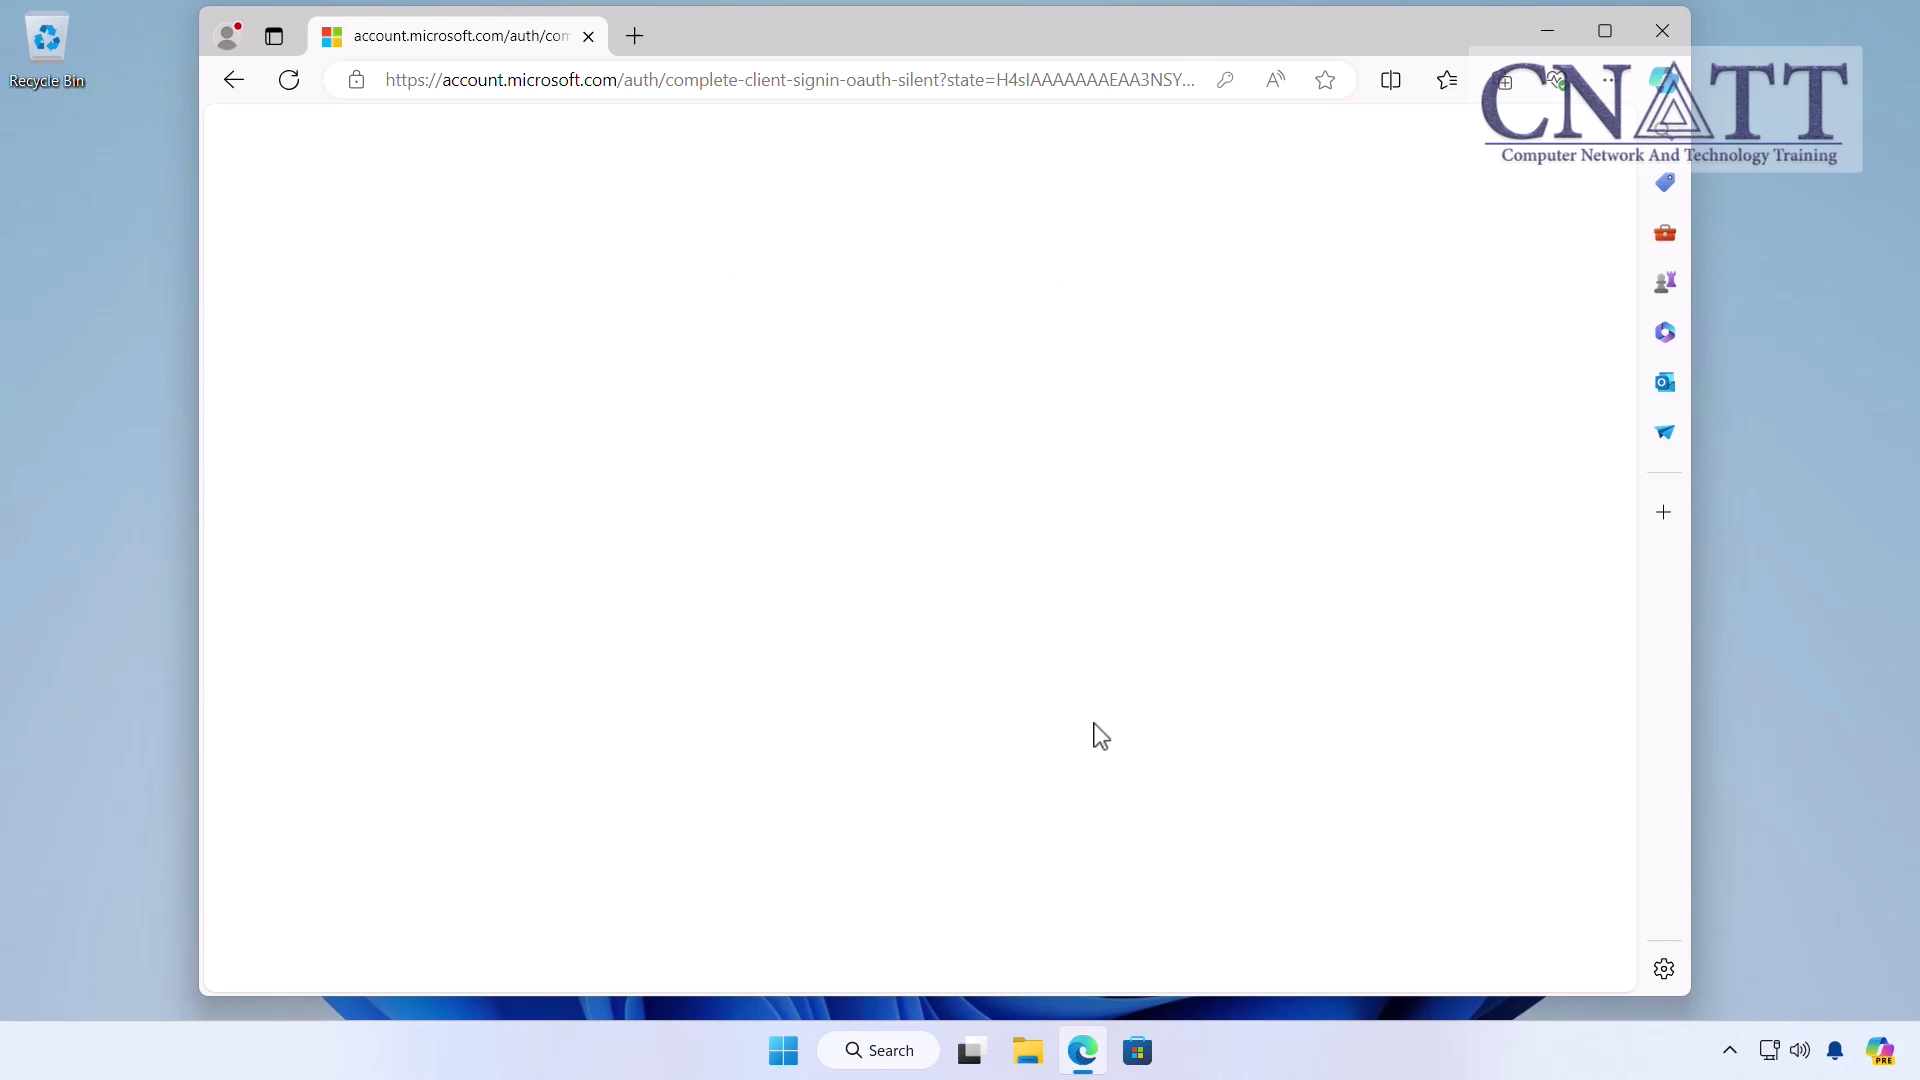 Recycle Bin
account.microsoft.com/auth/com
https://account.microsoft.com/auth/complete-client-signin-oauth-silent?state=H4sIAAAAAAAEAA3NSY...
CNATT
Computer Network And Technology Training
Search
PRE